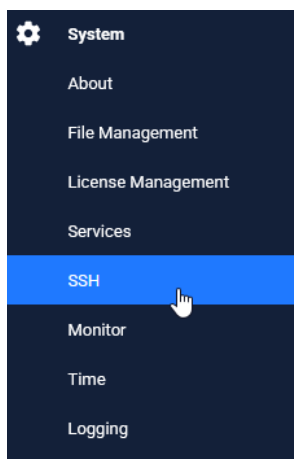 System
About
File Management
License Management
Services
SSH
Monitor
Time
Logging